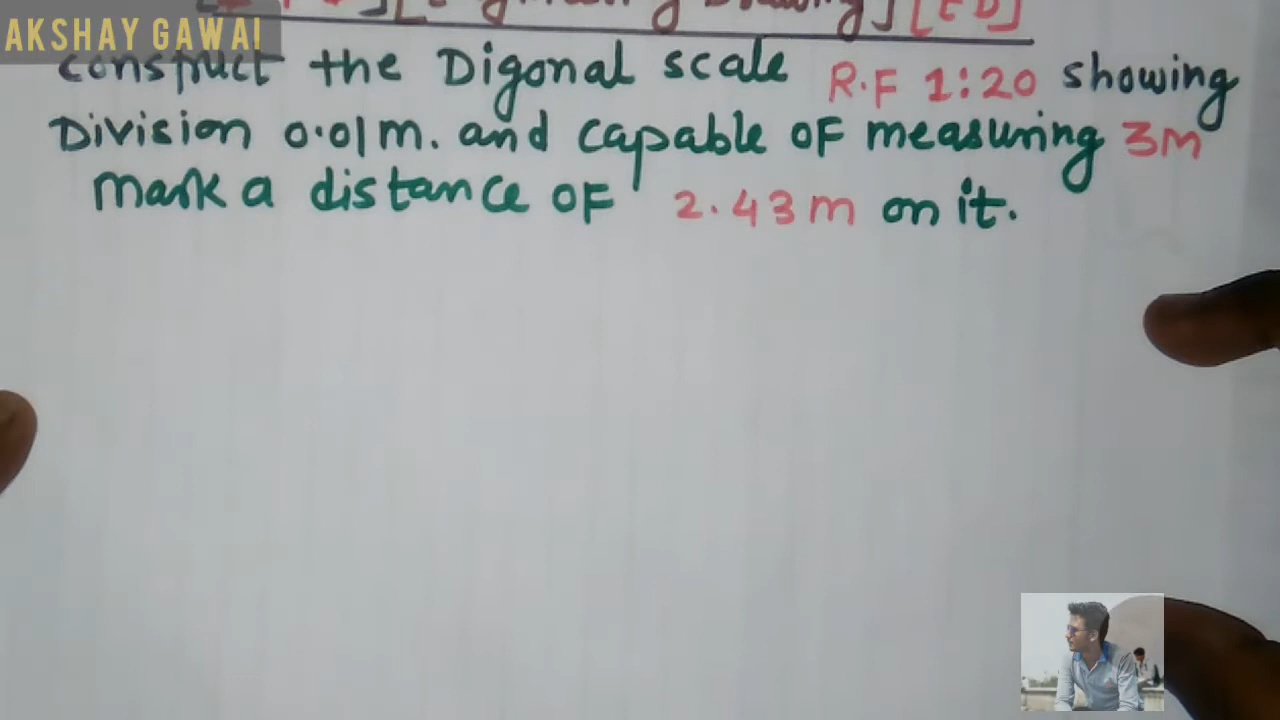 AKSHAY GAWAI
[ED]
construct the Digonal scale R.F 1:20 showing
Division 0.01m. and capable of measuring 3M
mark a distance of 2.43m on it.